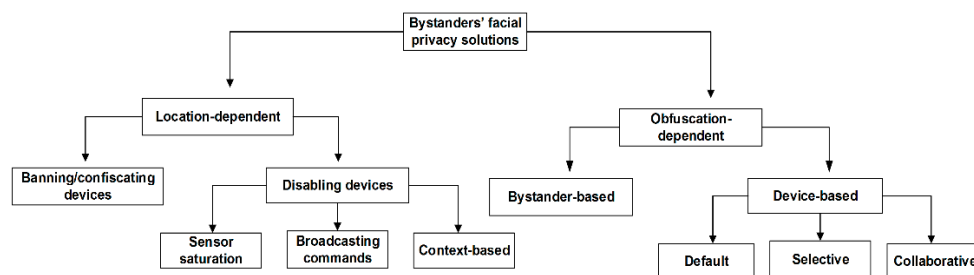 Bystanders' facial
privacy solutions
Location-dependent
Obfuscation-
dependent
Banning/confiscating
devices
Disabling devices
Bystander-based
Device-based
Sensor
saturation
Broadcasting
commands
Context-based
Default
Selective
Collaborative